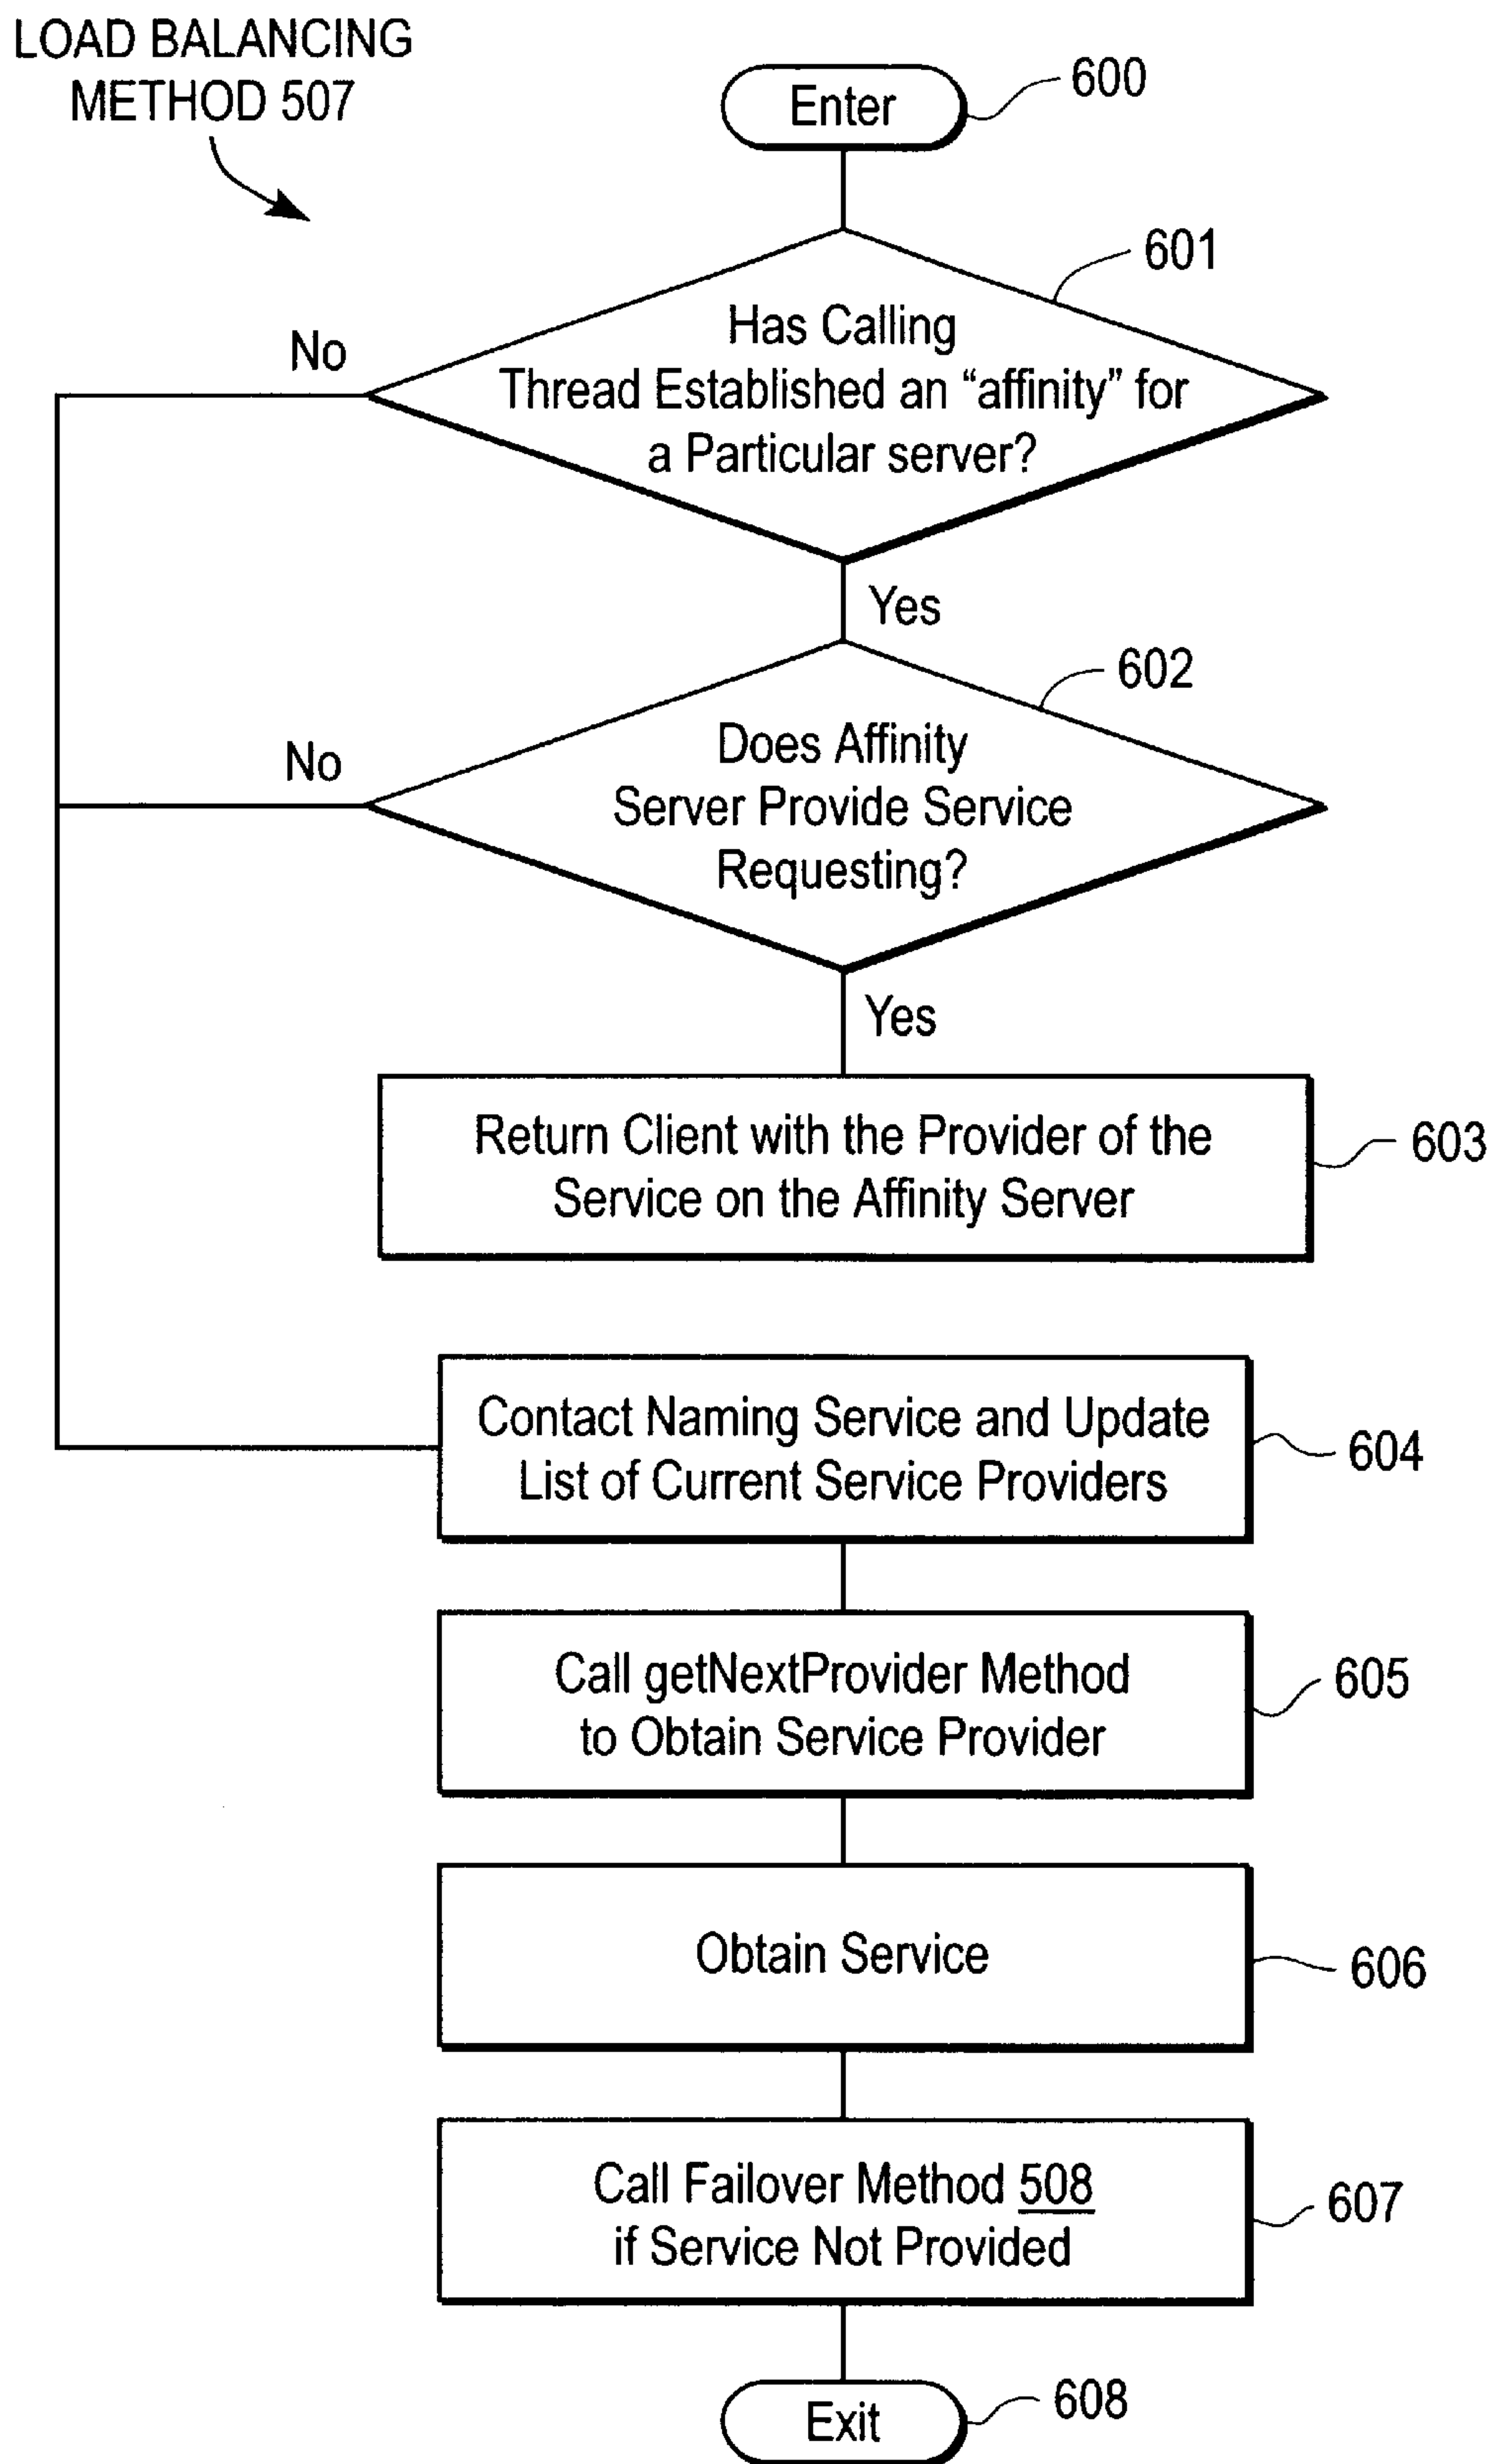 LOAD BALANCING
METHOD 507
Enter
600
601
Has Calling
Thread Established an “affinity” for
a Particular server?
No
Yes
602
Does Affinity
Server Provide Service
Requesting?
No
Yes
Return Client with the Provider of the
Service on the Affinity Server
603
Contact Naming Service and Update
List of Current Service Providers
604
Call getNextProvider Method
to Obtain Service Provider
605
Obtain Service
606
Call Failover Method 508
if Service Not Provided
607
Exit
608